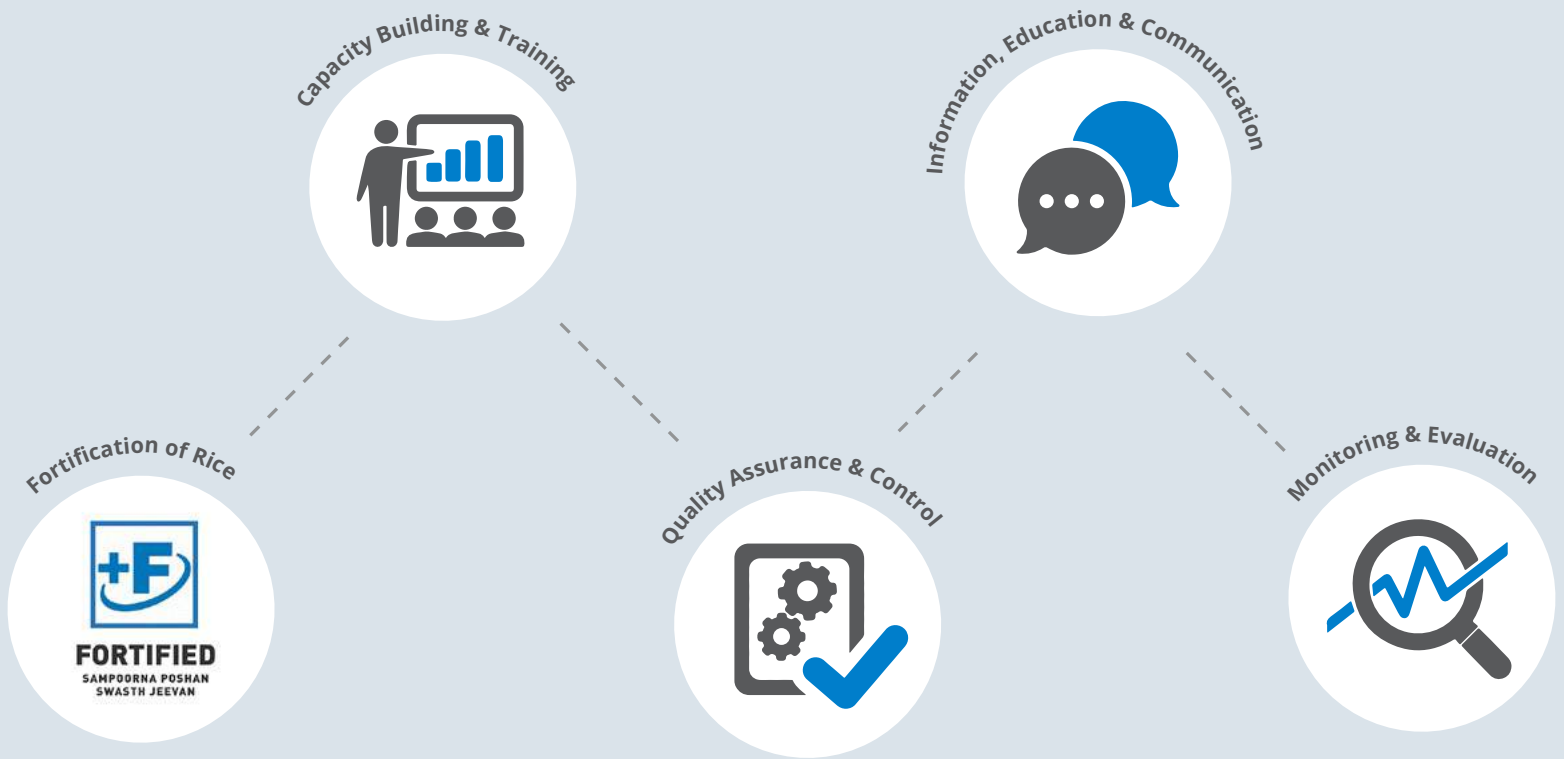 Capacity Building & Training
Information, Education & Communication
Fortification of Rice
+F
FORTIFIED
SAMPOORNA POSHAN
SWASTH JEEVAN
Quality Assurance & Control
Monitoring & Evaluation